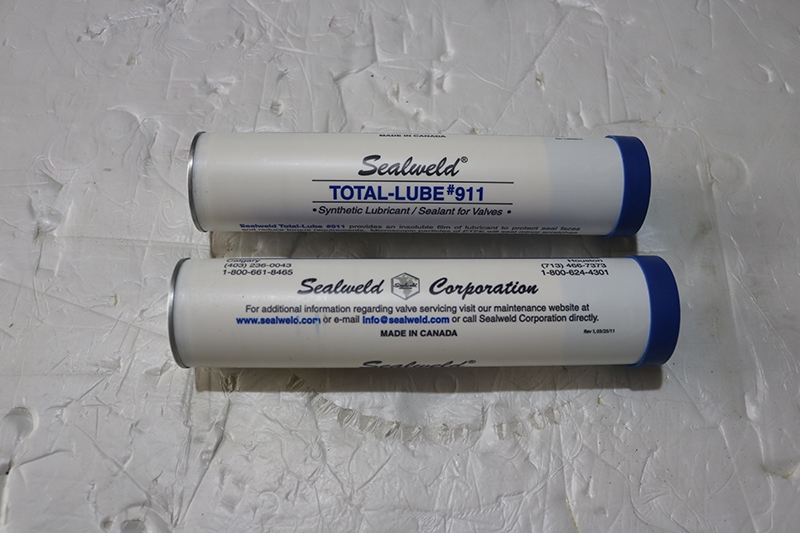 MADE IN CANADA
Sealweld®
TOTAL-LUBE #911
• Synthetic Lubricant / Sealant for Valves •
Sealweld Total-Lube #911 provides an insoluble film of lubricant to protect seal faces
Calgary
(403) 236-0043
1-800-661-8465
Houston
(713) 466-7373
1-800-624-4301
Sealweld Corporation
For additional information regarding valve servicing visit our maintenance website at
www.sealweld.com or e-mail info@sealweld.com or call Sealweld Corporation directly.
MADE IN CANADA
Sealweld®